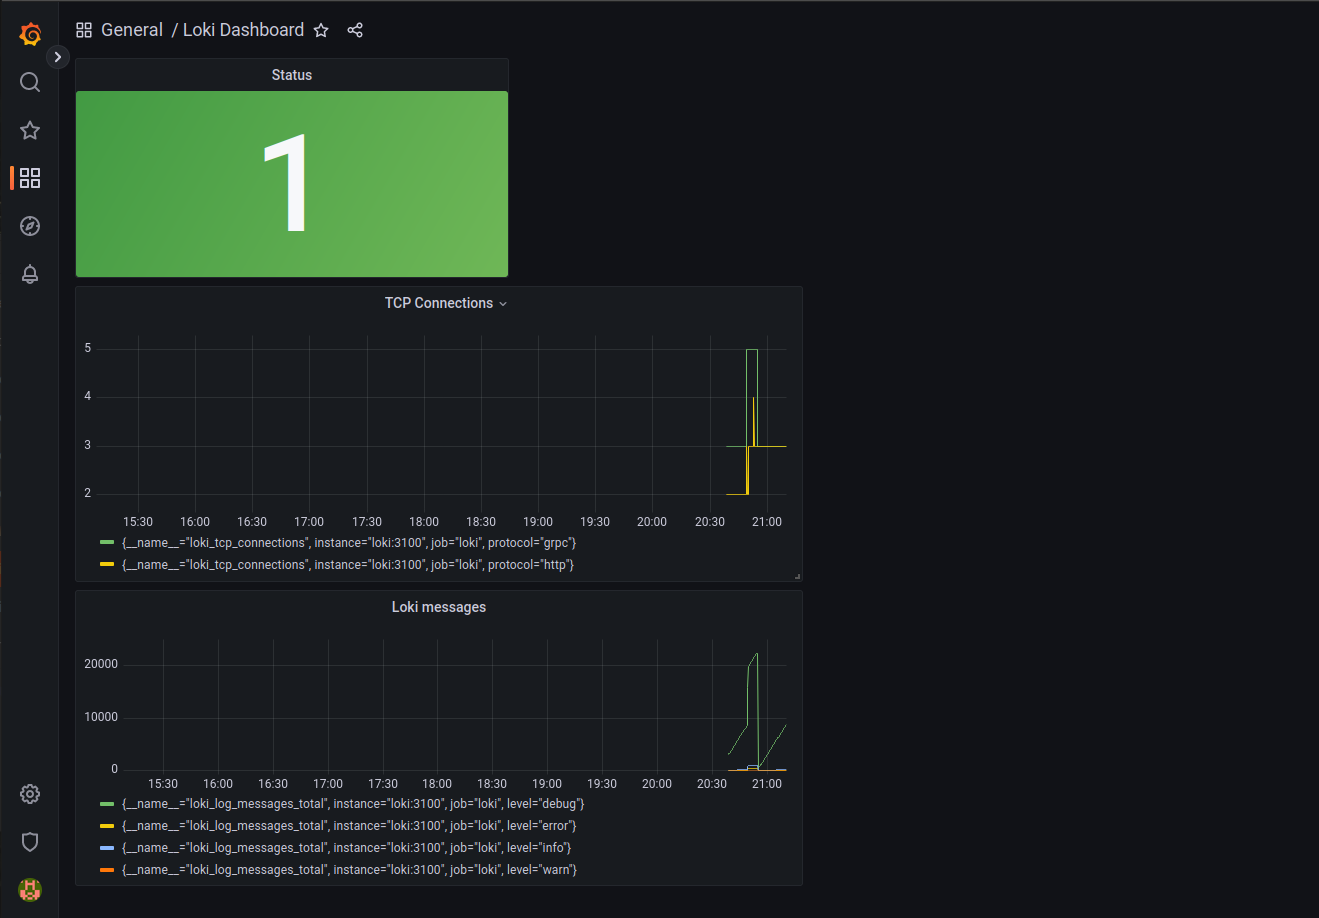 General / Loki Dashboard
Status
1
TCP Connections
5
4
3
2
15:30 16:00 16:30 17:00 17:30 18:00 18:30 19:00 19:30 20:00 20:30 21:00
{__name__="loki_tcp_connections", instance="loki:3100", job="loki", protocol="grpc"}
{__name__="loki_tcp_connections", instance="loki:3100", job="loki", protocol="http"}
Loki messages
20000
10000
0
15:30 16:00 16:30 17:00 17:30 18:00 18:30 19:00 19:30 20:00 20:30 21:00
{__name__="loki_log_messages_total", instance="loki:3100", job="loki", level="debug"}
{__name__="loki_log_messages_total", instance="loki:3100", job="loki", level="error"}
{__name__="loki_log_messages_total", instance="loki:3100", job="loki", level="info"}
{__name__="loki_log_messages_total", instance="loki:3100", job="loki", level="warn"}